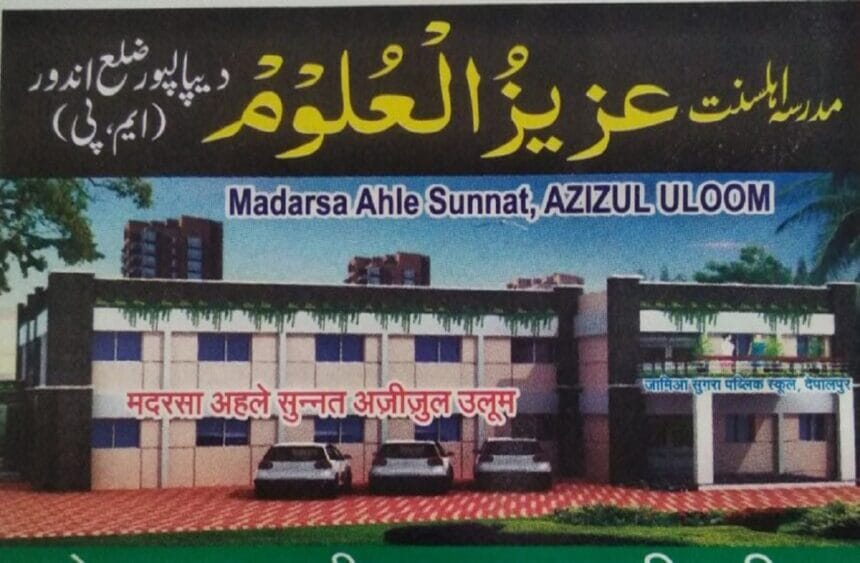 مدرسہ اہلسنت عزیزُ الْعُلُوْمْ دیپالپور ضلع اندور
(ایم، پی)
Madarsa Ahle Sunnat, AZIZUL ULOOM
जामिआ सुगरा पब्लिक स्कूल, देपालपुर
मदरसा अहले सुन्नत अज़ीज़ुल उलूम